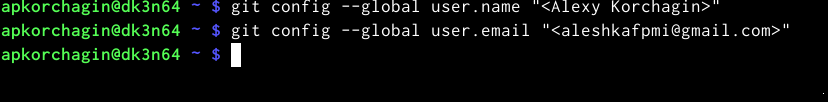 apkorchagin@dk3n64 ~ $ git config --global user.name "<Alexy Korchagin>"
apkorchagin@dk3n64 ~ $ git config --global user.email "<aleshkafpmi@gmail.com>"
apkorchagin@dk3n64 ~ $